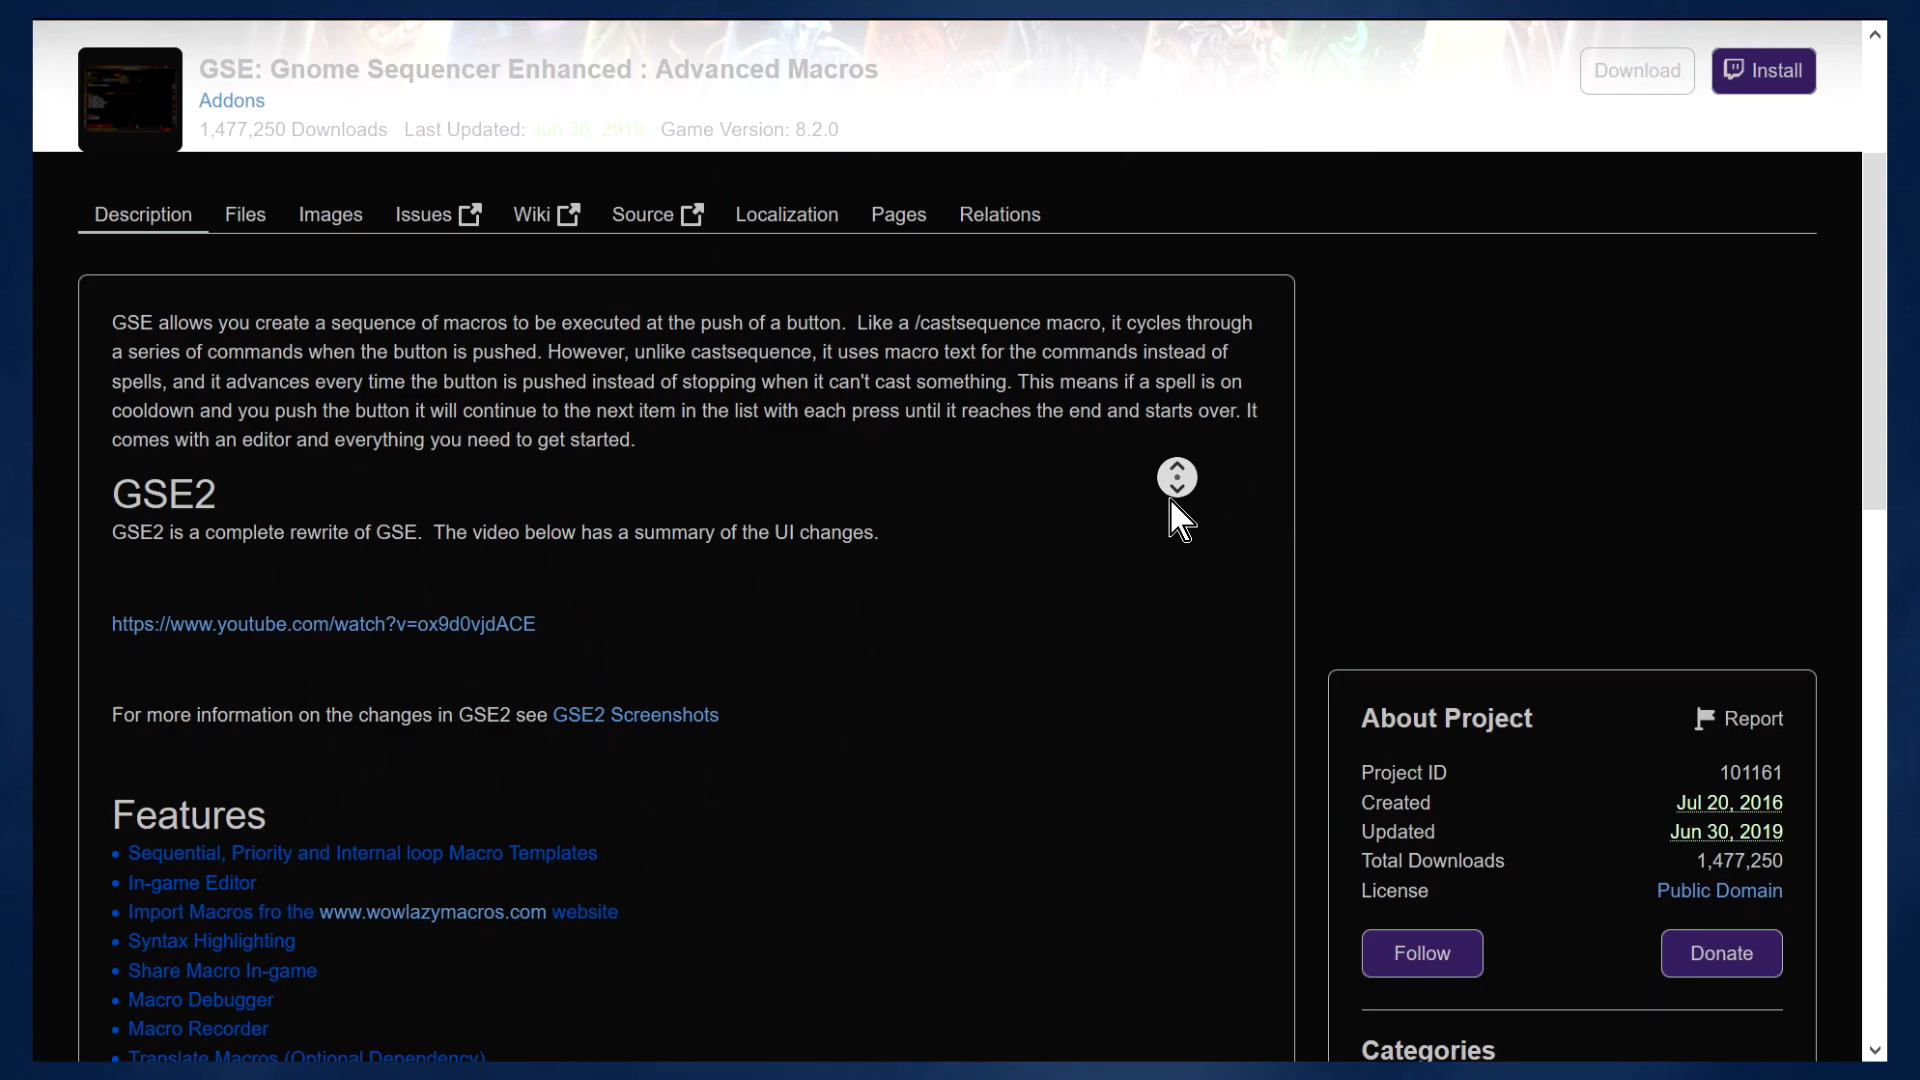 GSE: Gnome Sequencer Enhanced : Advanced Macros
Download
Install
Addons
1,477,250 Downloads Last Updated: Jun 30, 2019 Game Version: 8.2.0
Description Files Images Issues Wiki Source Localization Pages Relations
GSE allows you create a sequence of macros to be executed at the push of a button. Like a /castsequence macro, it cycles through
a series of commands when the button is pushed. However, unlike castsequence, it uses macro text for the commands instead of
spells, and it advances every time the button is pushed instead of stopping when it can't cast something. This means if a spell is on
cooldown and you push the button it will continue to the next item in the list with each press until it reaches the end and starts over. It
comes with an editor and everything you need to get started.
GSE2
GSE2 is a complete rewrite of GSE. The video below has a summary of the UI changes.
https://www.youtube.com/watch?v=ox9d0vjdACE
For more information on the changes in GSE2 see GSE2 Screenshots
Features
• Sequential, Priority and Internal loop Macro Templates
• In-game Editor
• Import Macros fro the www.wowlazymacros.com website
• Syntax Highlighting
• Share Macro In-game
• Macro Debugger
• Macro Recorder
• Translate Macros (Optional Dependency)
About Project Report
Project ID 101161
Created Jul 20, 2016
Updated Jun 30, 2019
Total Downloads 1,477,250
License Public Domain
Follow Donate
Categories